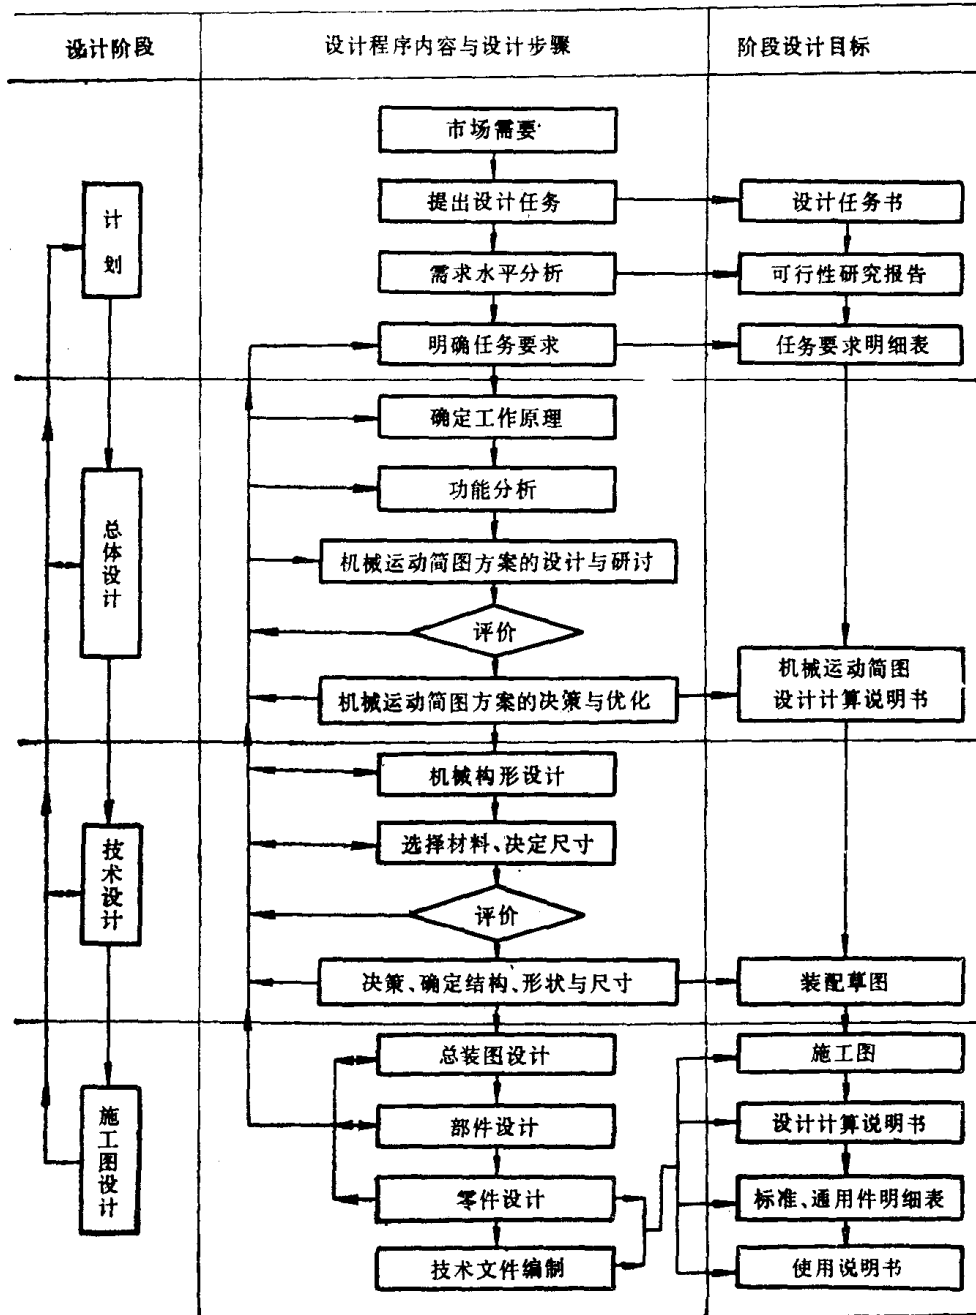 设计阶段
设计程序内容与设计步骤
阶段设计目标
市场需要
计划
提出设计任务
设计任务书
需求水平分析
可行性研究报告
明确任务要求
任务要求明细表
总体设计
确定工作原理
功能分析
机械运动简图方案的设计与研讨
评价
机械运动简图方案的决策与优化
机械运动简图
设计计算说明书
技术设计
机械构形设计
选择材料、决定尺寸
评价
决策、确定结构、形状与尺寸
装配草图
施工图设计
总装图设计
施工图
部件设计
设计计算说明书
零件设计
标准、通用件明细表
技术文件编制
使用说明书